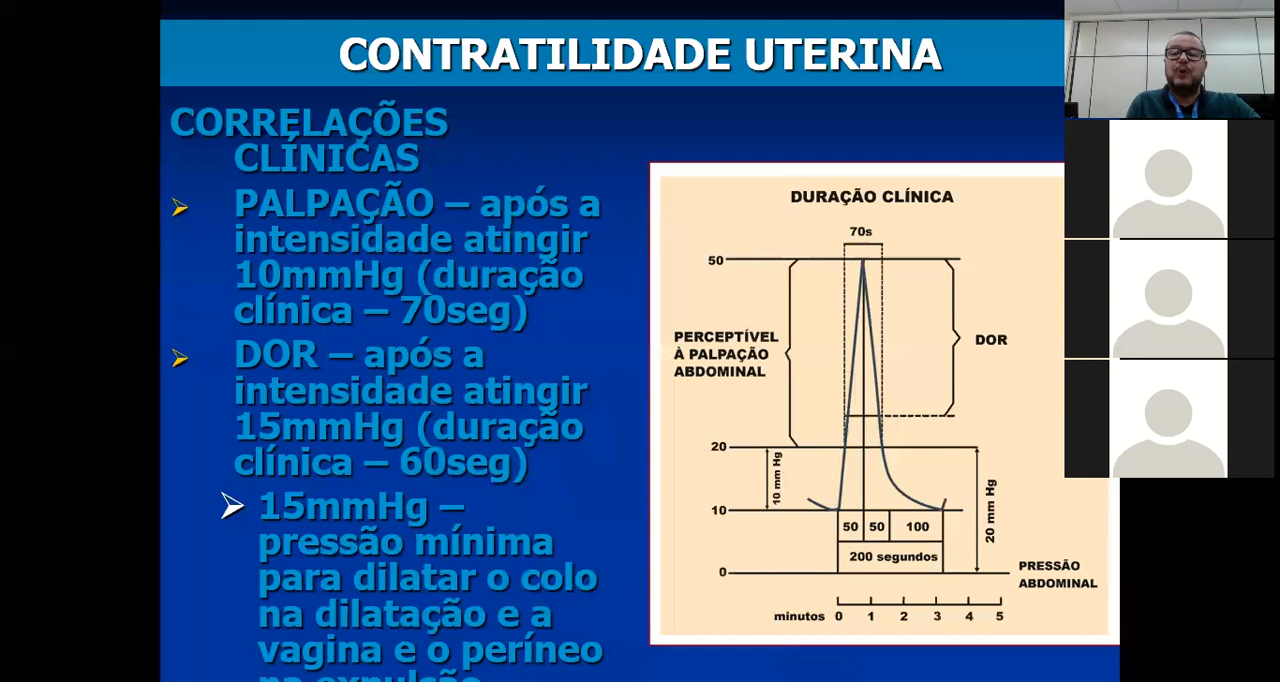 CONTRATILIDADE UTERINA
CORRELAÇÕES
CLÍNICAS
PALPAÇÃO – após a
intensidade atingir
10mmHg (duração
clínica – 70seg)
DOR – após a
intensidade atingir
15mmHg (duração
clínica – 60seg)
15mmHg –
pressão mínima
para dilatar o colo
na dilatação e a
vagina e o períneo
na expulsão
DURAÇÃO CLÍNICA
70s
50
PERCEPTÍVEL
À PALPAÇÃO
ABDOMINAL
DOR
20
10 mm Hg
10
50 50 100
20 mm Hg
200 segundos
0
PRESSÃO
ABDOMINAL
minutos 0 1 2 3 4 5